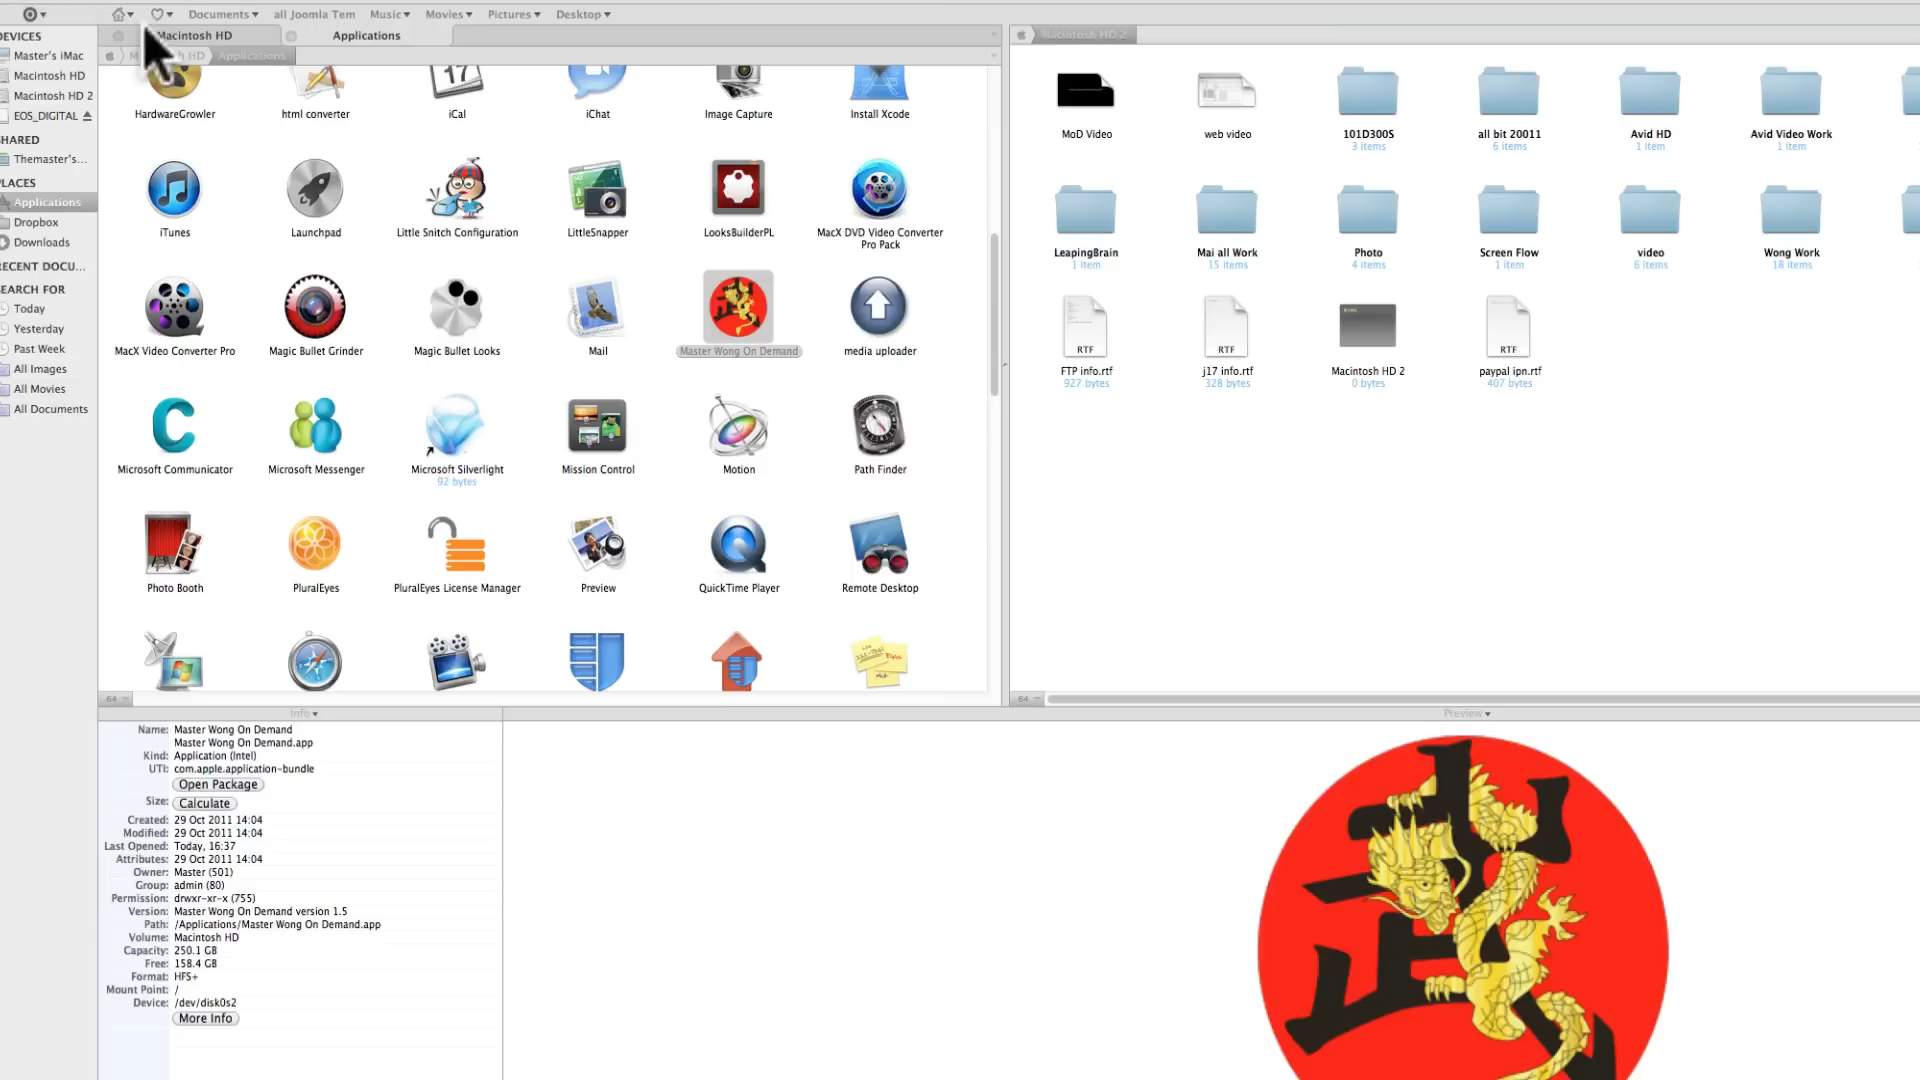 Documents▾ all Joomla Tem Music▾ Movies▾ Pictures▾ Desktop▾
DEVICES
Master's iMac
Macintosh HD
Macintosh HD 2
EOS_DIGITAL
SHARED
Themaster's...
PLACES
Applications
Dropbox
Downloads
RECENT DOCU...
SEARCH FOR
Today
Yesterday
Past Week
All Images
All Movies
All Documents
Macintosh HD Applications
HD Applications
HardwareGrowler html converter iCal iChat Image Capture Install Xcode
17
iTunes Launchpad Little Snitch Configuration LittleSnapper LooksBuilderPL MacX DVD Video Converter
Pro Pack
MacX Video Converter Pro Magic Bullet Grinder Magic Bullet Looks Mail Master Wong On Demand media uploader
Microsoft Communicator Microsoft Messenger Microsoft Silverlight Mission Control Motion Path Finder
92 bytes
Photo Booth PluralEyes PluralEyes License Manager Preview QuickTime Player Remote Desktop
64
Macintosh HD 2
MoD Video web video 101D300S all bit 20011 Avid HD Avid Video Work
3 items 6 items 1 item 1 item
LeapingBrain Mai all Work Photo Screen Flow video Wong Work
1 item 15 items 4 items 1 item 6 items 18 items
RTF RTF RTF
FTP info.rtf j17 info.rtf Macintosh HD 2 paypal ipn.rtf
927 bytes 328 bytes 0 bytes 407 bytes
64
Info▾
Name: Master Wong On Demand
Master Wong On Demand.app
Kind: Application (Intel)
UTI: com.apple.application-bundle
Open Package
Size: Calculate
Created: 29 Oct 2011 14:04
Modified: 29 Oct 2011 14:04
Last Opened: Today, 16:37
Attributes: 29 Oct 2011 14:04
Owner: Master (501)
Group: admin (80)
Permission: drwxr-xr-x (755)
Version: Master Wong On Demand version 1.5
Path: /Applications/Master Wong On Demand.app
Volume: Macintosh HD
Capacity: 250.1 GB
Free: 158.4 GB
Format: HFS+
Mount Point: /
Device: /dev/disk0s2
More Info
Preview▾